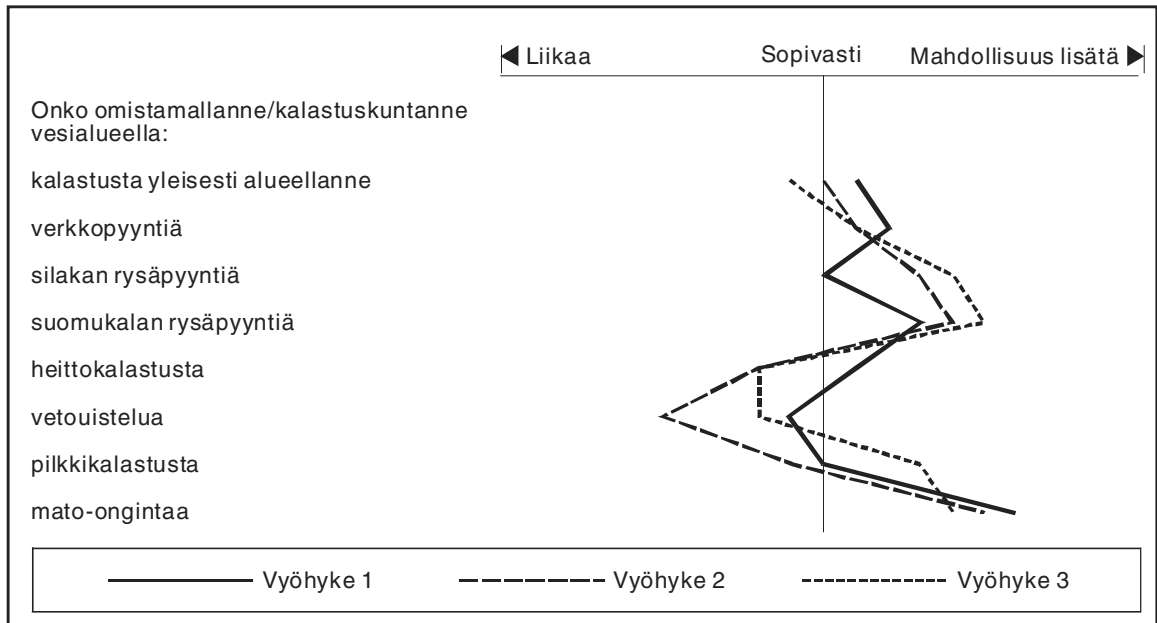 ◀ Liikaa Sopivasti Mahdollisuus lisätä ▶
Onko omistamallanne/kalastuskuntanne
vesialueella:
kalastusta yleisesti alueellanne
verkkopyyntiä
silakan rysäpyyntiä
suomukalan rysäpyyntiä
heittokalastusta
vetouistelua
pilkkikalastusta
mato-ongintaa
Vyöhyke 1 Vyöhyke 2 Vyöhyke 3